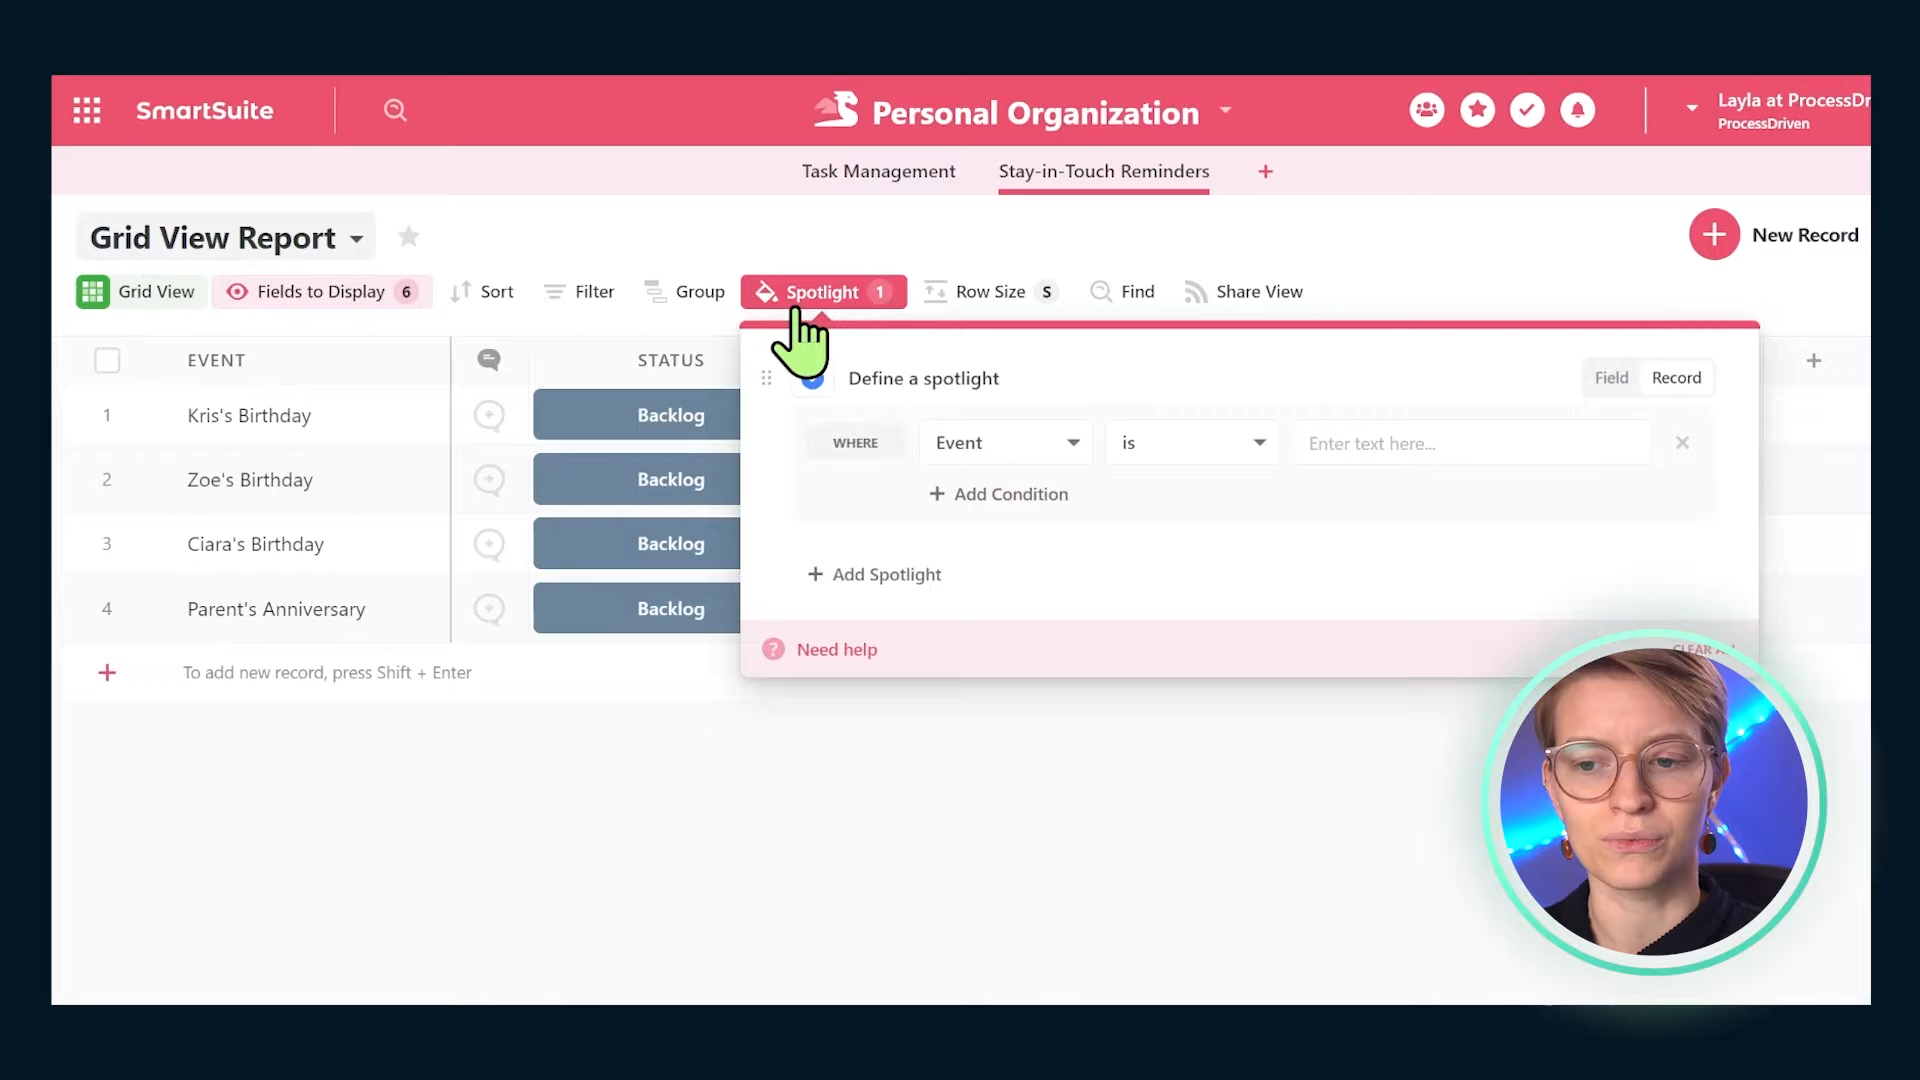 SmartSuite
Personal Organization
Layla at ProcessDr
ProcessDriven
Task Management
Stay-in-Touch Reminders
Grid View Report
New Record
Grid View
Fields to Display 6
Sort
Filter
Group
Spotlight 1
Row Size S
Find
Share View
EVENT
STATUS
Define a spotlight
Field
Record
1 Kris's Birthday Backlog
WHERE Event is Enter text here...
2 Zoe's Birthday Backlog
+ Add Condition
3 Ciara's Birthday Backlog
+ Add Spotlight
4 Parent's Anniversary Backlog
? Need help
CLEAR
+ To add new record, press Shift + Enter